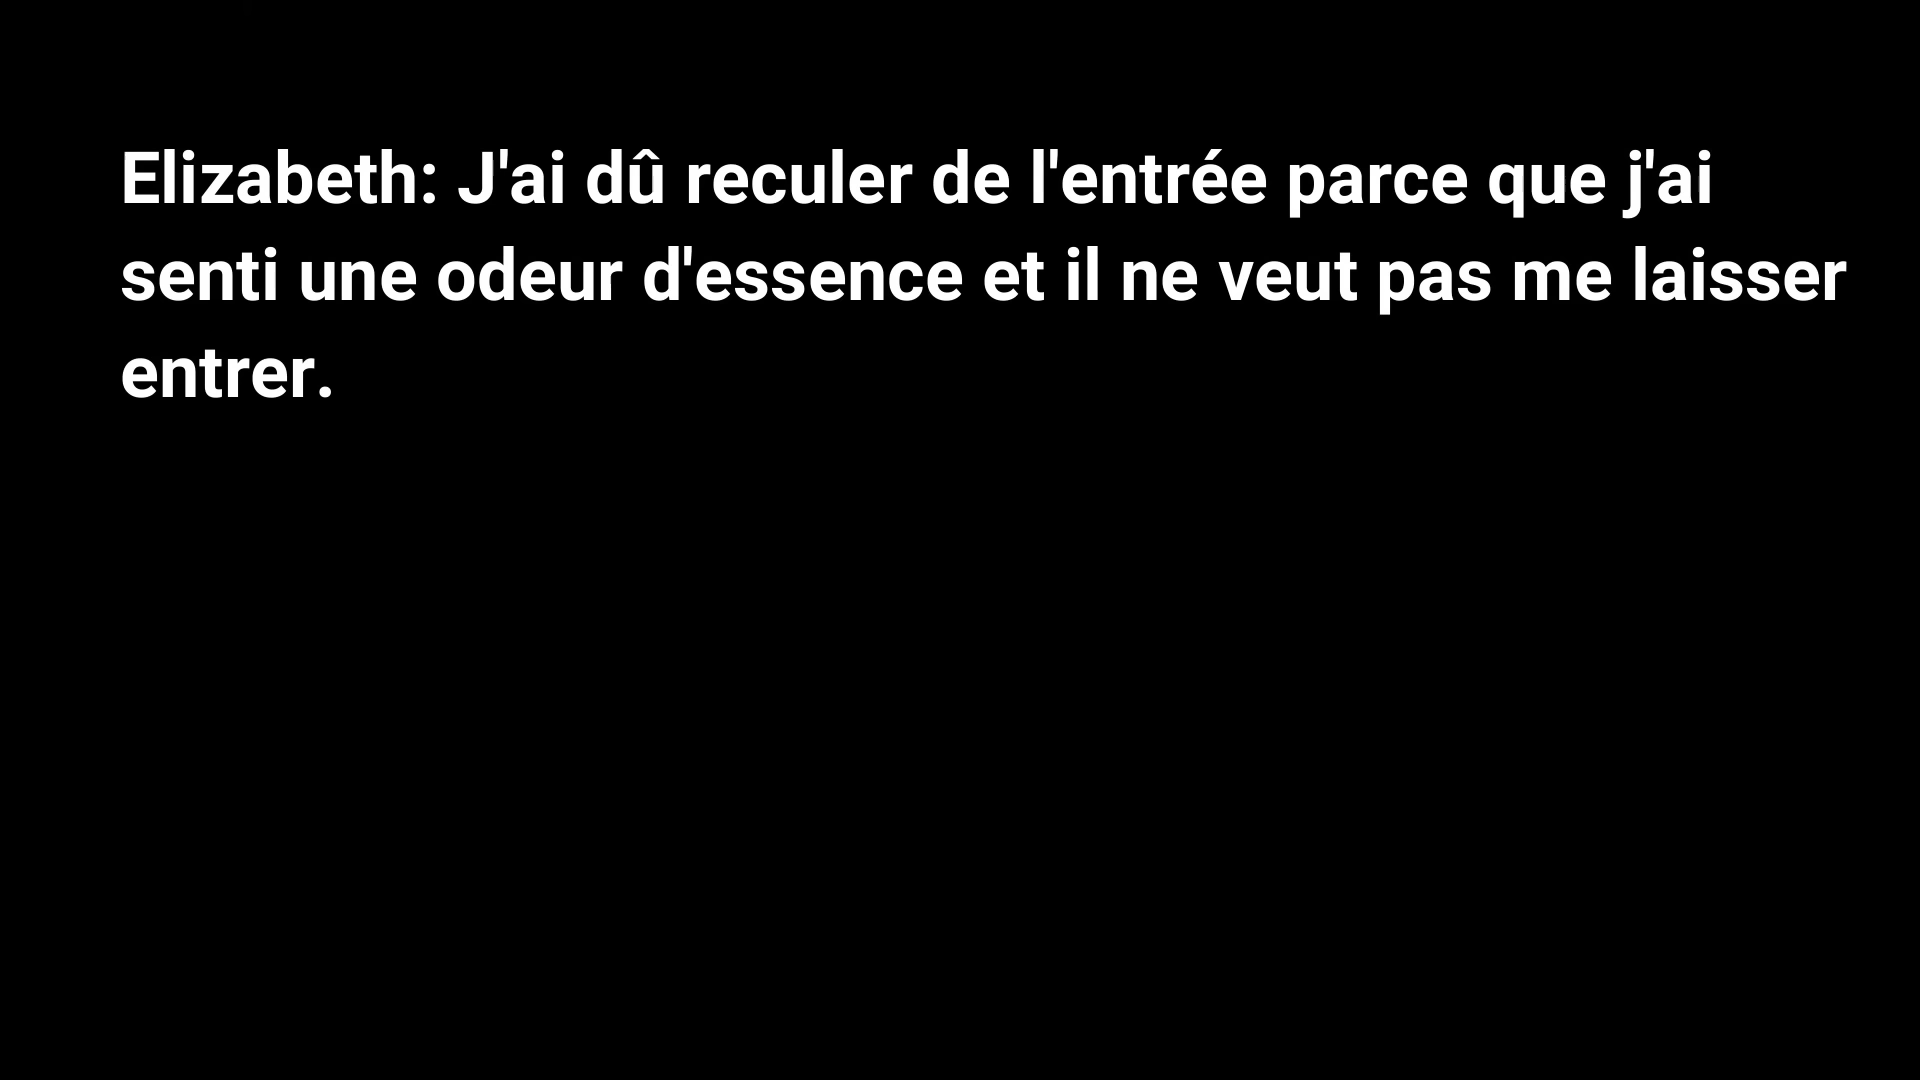 Elizabeth: J'ai dû reculer de l'entrée parce que j'ai
senti une odeur d'essence et il ne veut pas me laisser
entrer.